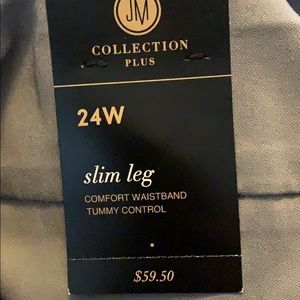 JM
COLLECTION
PLUS
24W
slim leg
COMFORT WAISTBAND
TUMMY CONTROL
$59.50